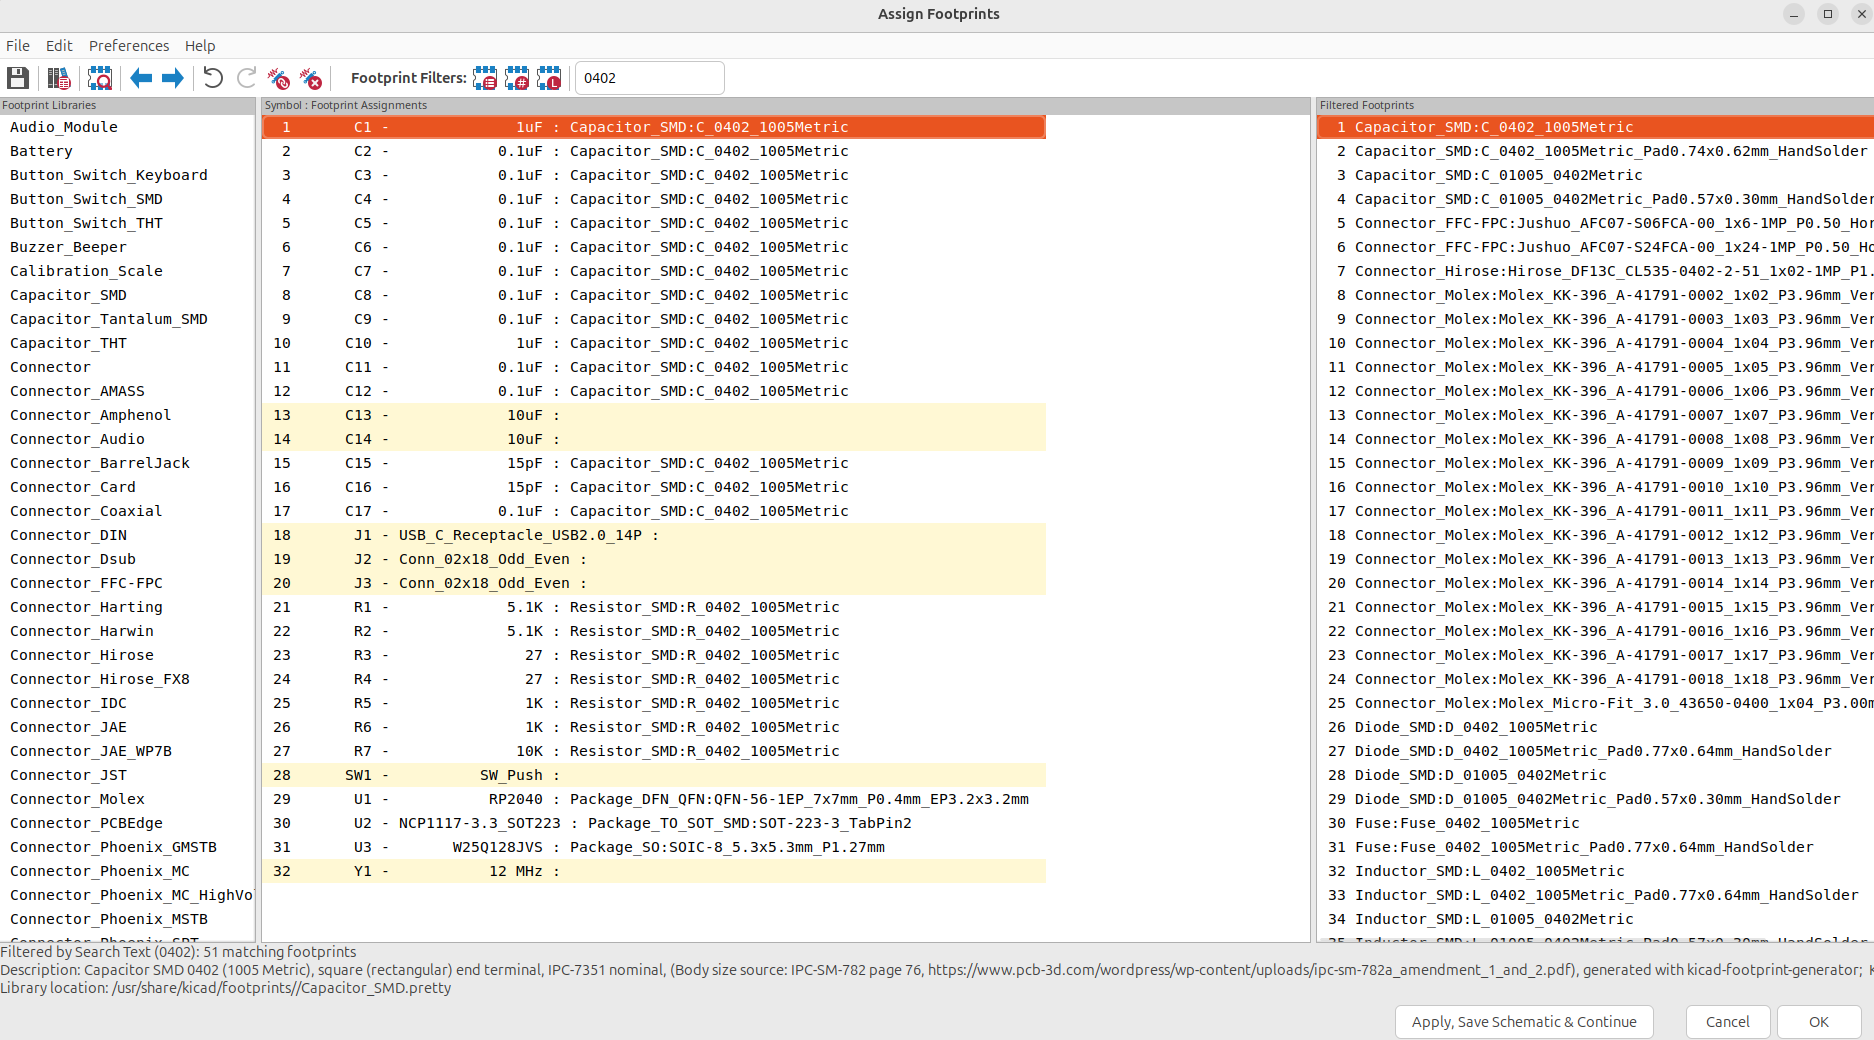 Assign Footprints
File Edit Preferences Help
Footprint Filters: 0402
Footprint Libraries
Audio_Module
Battery
Button_Switch_Keyboard
Button_Switch_SMD
Button_Switch_THT
Buzzer_Beeper
Calibration_Scale
Capacitor_SMD
Capacitor_Tantalum_SMD
Capacitor_THT
Connector
Connector_AMASS
Connector_Amphenol
Connector_Audio
Connector_BarrelJack
Connector_Card
Connector_Coaxial
Connector_DIN
Connector_Dsub
Connector_FFC-FPC
Connector_Harting
Connector_Harwin
Connector_Hirose
Connector_Hirose_FX8
Connector_IDC
Connector_JAE
Connector_JAE_WP7B
Connector_JST
Connector_Molex
Connector_PCBEdge
Connector_Phoenix_GMSTB
Connector_Phoenix_MC
Connector_Phoenix_MC_HighVo
Connector_Phoenix_MSTB
Symbol : Footprint Assignments
1 C1 - 1uF : Capacitor_SMD:C_0402_1005Metric
2 C2 - 0.1uF : Capacitor_SMD:C_0402_1005Metric
3 C3 - 0.1uF : Capacitor_SMD:C_0402_1005Metric
4 C4 - 0.1uF : Capacitor_SMD:C_0402_1005Metric
5 C5 - 0.1uF : Capacitor_SMD:C_0402_1005Metric
6 C6 - 0.1uF : Capacitor_SMD:C_0402_1005Metric
7 C7 - 0.1uF : Capacitor_SMD:C_0402_1005Metric
8 C8 - 0.1uF : Capacitor_SMD:C_0402_1005Metric
9 C9 - 0.1uF : Capacitor_SMD:C_0402_1005Metric
10 C10 - 1uF : Capacitor_SMD:C_0402_1005Metric
11 C11 - 0.1uF : Capacitor_SMD:C_0402_1005Metric
12 C12 - 0.1uF : Capacitor_SMD:C_0402_1005Metric
13 C13 - 10uF :
14 C14 - 10uF :
15 C15 - 15pF : Capacitor_SMD:C_0402_1005Metric
16 C16 - 15pF : Capacitor_SMD:C_0402_1005Metric
17 C17 - 0.1uF : Capacitor_SMD:C_0402_1005Metric
18 J1 - USB_C_Receptacle_USB2.0_14P :
19 J2 - Conn_02x18_Odd_Even :
20 J3 - Conn_02x18_Odd_Even :
21 R1 - 5.1K : Resistor_SMD:R_0402_1005Metric
22 R2 - 5.1K : Resistor_SMD:R_0402_1005Metric
23 R3 - 27 : Resistor_SMD:R_0402_1005Metric
24 R4 - 27 : Resistor_SMD:R_0402_1005Metric
25 R5 - 1K : Resistor_SMD:R_0402_1005Metric
26 R6 - 1K : Resistor_SMD:R_0402_1005Metric
27 R7 - 10K : Resistor_SMD:R_0402_1005Metric
28 SW1 - SW_Push :
29 U1 - RP2040 : Package_DFN_QFN:QFN-56-1EP_7x7mm_P0.4mm_EP3.2x3.2mm
30 U2 - NCP1117-3.3_SOT223 : Package_TO_SOT_SMD:SOT-223-3_TabPin2
31 U3 - W25Q128JVS : Package_SO:SOIC-8_5.3x5.3mm_P1.27mm
32 Y1 - 12 MHz :
Filtered Footprints
1 Capacitor_SMD:C_0402_1005Metric
2 Capacitor_SMD:C_0402_1005Metric_Pad0.74x0.62mm_HandSolder
3 Capacitor_SMD:C_01005_0402Metric
4 Capacitor_SMD:C_01005_0402Metric_Pad0.57x0.30mm_HandSolder
5 Connector_FFC-FPC:Jushuo_AFC07-S06FCA-00_1x6-1MP_P0.50_Hor
6 Connector_FFC-FPC:Jushuo_AFC07-S24FCA-00_1x24-1MP_P0.50_Ho
7 Connector_Hirose:Hirose_DF13C_CL535-0402-2-51_1x02-1MP_P1.
8 Connector_Molex:Molex_KK-396_A-41791-0002_1x02_P3.96mm_Ver
9 Connector_Molex:Molex_KK-396_A-41791-0003_1x03_P3.96mm_Ver
10 Connector_Molex:Molex_KK-396_A-41791-0004_1x04_P3.96mm_Ver
11 Connector_Molex:Molex_KK-396_A-41791-0005_1x05_P3.96mm_Ver
12 Connector_Molex:Molex_KK-396_A-41791-0006_1x06_P3.96mm_Ver
13 Connector_Molex:Molex_KK-396_A-41791-0007_1x07_P3.96mm_Ver
14 Connector_Molex:Molex_KK-396_A-41791-0008_1x08_P3.96mm_Ver
15 Connector_Molex:Molex_KK-396_A-41791-0009_1x09_P3.96mm_Ver
16 Connector_Molex:Molex_KK-396_A-41791-0010_1x10_P3.96mm_Ver
17 Connector_Molex:Molex_KK-396_A-41791-0011_1x11_P3.96mm_Ver
18 Connector_Molex:Molex_KK-396_A-41791-0012_1x12_P3.96mm_Ver
19 Connector_Molex:Molex_KK-396_A-41791-0013_1x13_P3.96mm_Ver
20 Connector_Molex:Molex_KK-396_A-41791-0014_1x14_P3.96mm_Ver
21 Connector_Molex:Molex_KK-396_A-41791-0015_1x15_P3.96mm_Ver
22 Connector_Molex:Molex_KK-396_A-41791-0016_1x16_P3.96mm_Ver
23 Connector_Molex:Molex_KK-396_A-41791-0017_1x17_P3.96mm_Ver
24 Connector_Molex:Molex_KK-396_A-41791-0018_1x18_P3.96mm_Ver
25 Connector_Molex:Molex_Micro-Fit_3.0_43650-0400_1x04_P3.00m
26 Diode_SMD:D_0402_1005Metric
27 Diode_SMD:D_0402_1005Metric_Pad0.77x0.64mm_HandSolder
28 Diode_SMD:D_01005_0402Metric
29 Diode_SMD:D_01005_0402Metric_Pad0.57x0.30mm_HandSolder
30 Fuse:Fuse_0402_1005Metric
31 Fuse:Fuse_0402_1005Metric_Pad0.77x0.64mm_HandSolder
32 Inductor_SMD:L_0402_1005Metric
33 Inductor_SMD:L_0402_1005Metric_Pad0.77x0.64mm_HandSolder
34 Inductor_SMD:L_01005_0402Metric
Filtered by Search Text (0402): 51 matching footprints
Description: Capacitor SMD 0402 (1005 Metric), square (rectangular) end terminal, IPC-7351 nominal, (Body size source: IPC-SM-782 page 76, https://www.pcb-3d.com/wordpress/wp-content/uploads/ipc-sm-782a_amendment_1_and_2.pdf), generated with kicad-footprint-generator;
Library location: /usr/share/kicad/footprints//Capacitor_SMD.pretty
Apply, Save Schematic & Continue Cancel OK